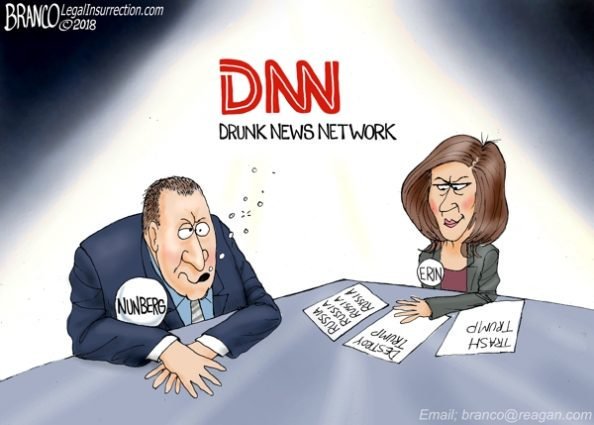 BRANCO LegalInsurrection.com
©2018
DNN
DRUNK NEWS NETWORK
NUNBERG
ERIN
RUSSIA
RUSSIA
RUSSIA
DESTROY
TRUMP
TRASH
TRUMP
Email; branco@reagan.com